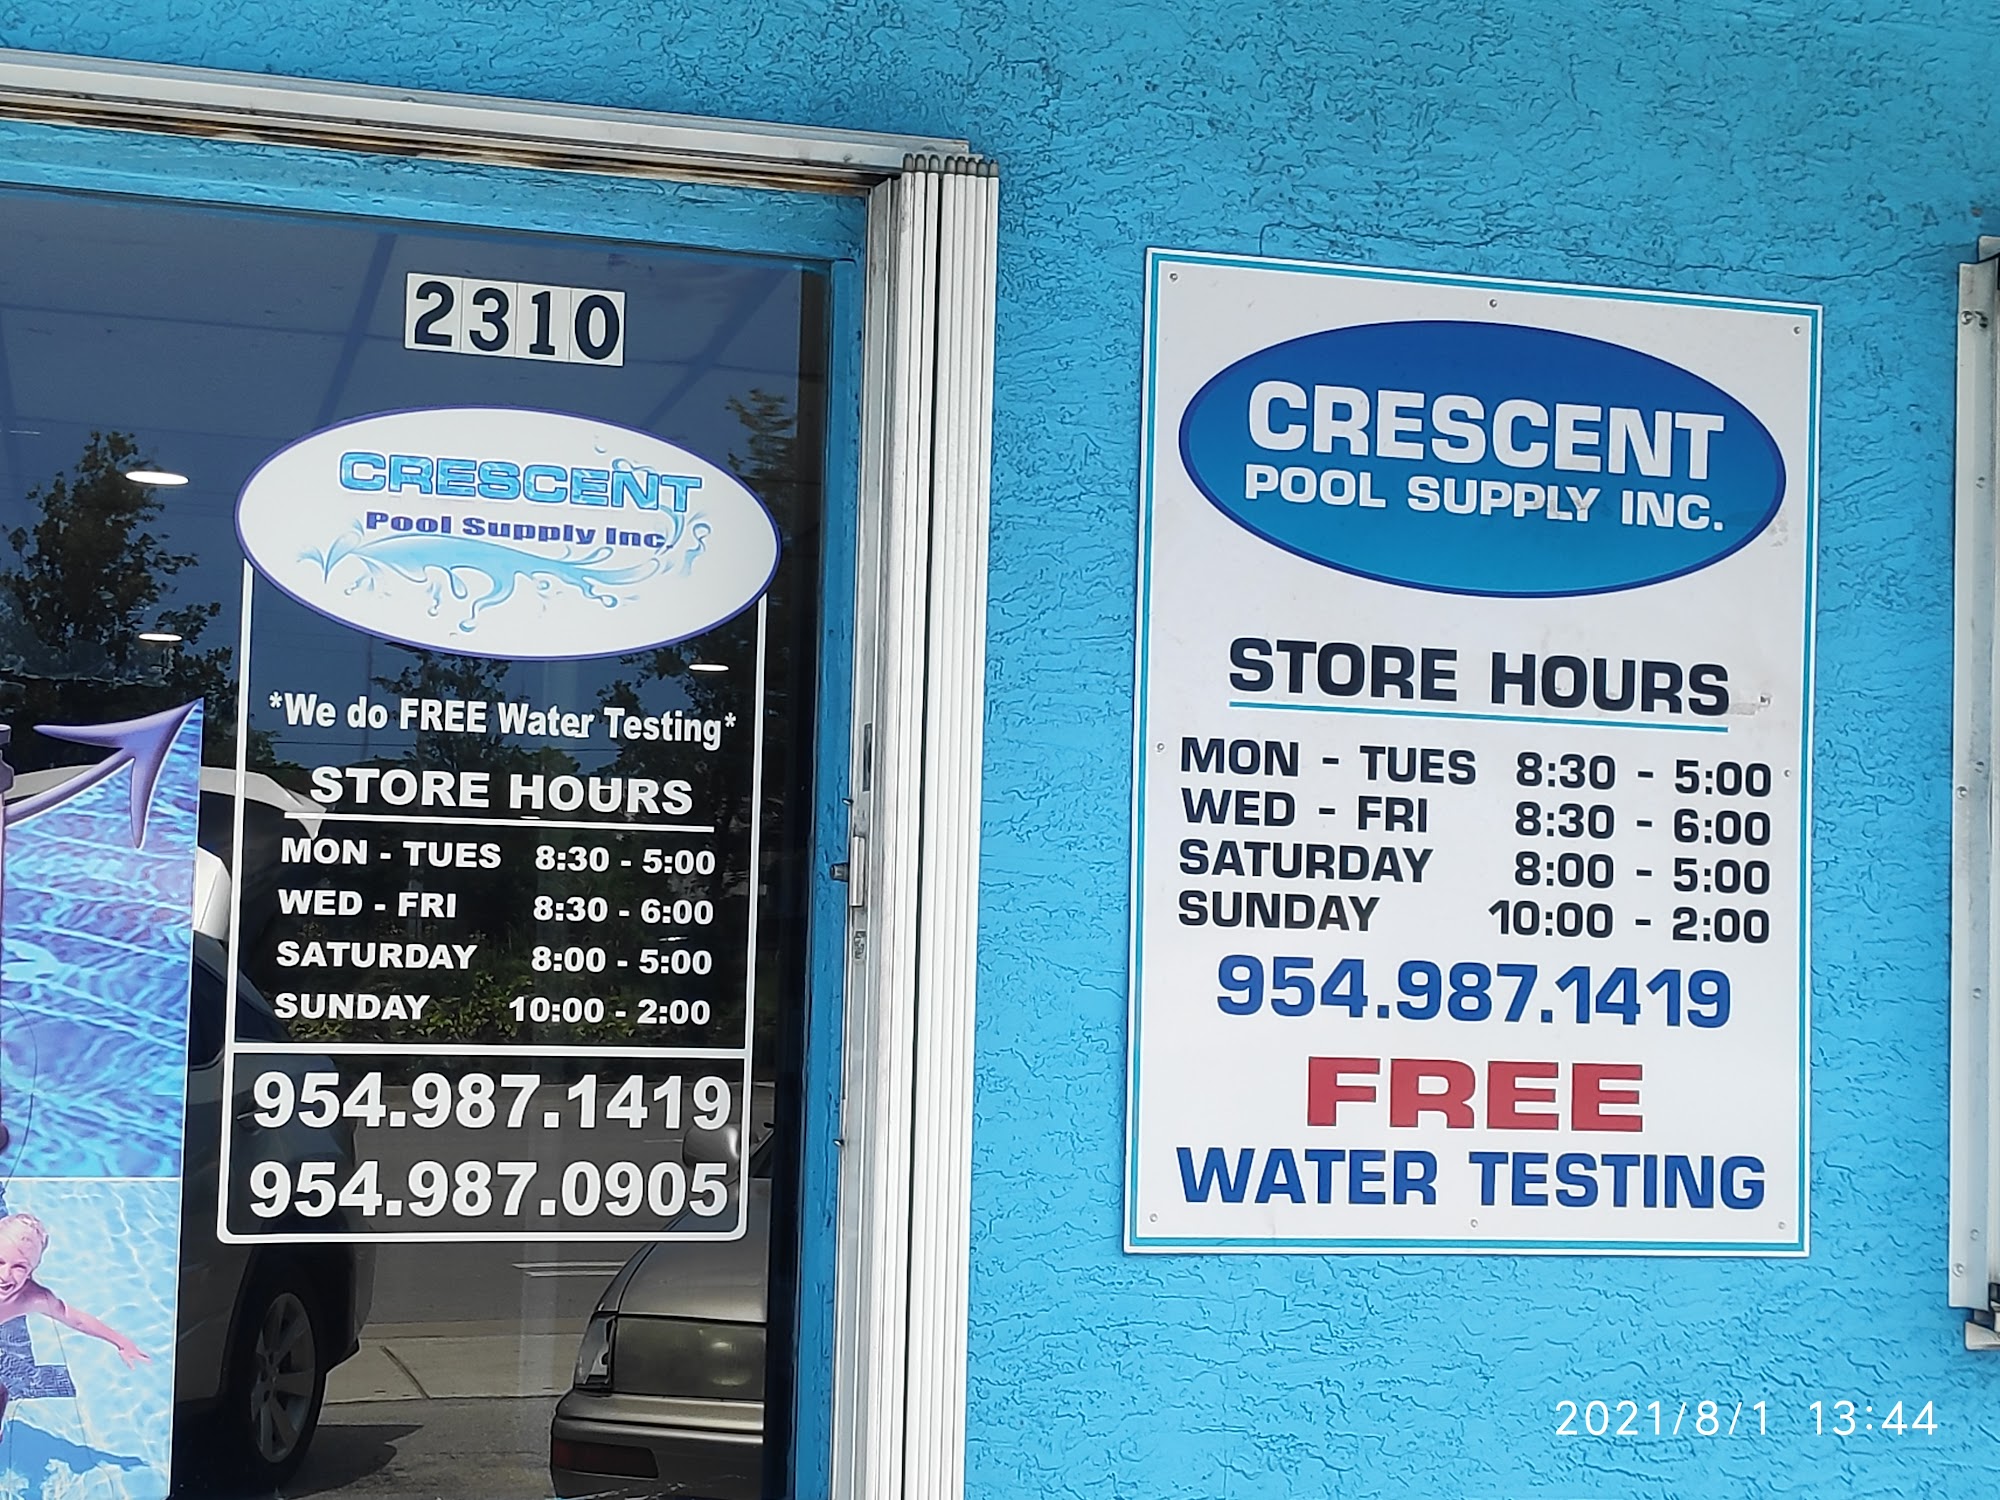 2310
CRESCENT
Pool Supply Inc.
*We do FREE Water Testing*
STORE HOURS
MON - TUES 8:30 - 5:00
WED - FRI 8:30 - 6:00
SATURDAY 8:00 - 5:00
SUNDAY 10:00 - 2:00
954.987.1419
954.987.0905
CRESCENT
POOL SUPPLY INC.
STORE HOURS
MON - TUES 8:30 - 5:00
WED - FRI 8:30 - 6:00
SATURDAY 8:00 - 5:00
SUNDAY 10:00 - 2:00
954.987.1419
FREE
WATER TESTING
2021/8/1 13:44